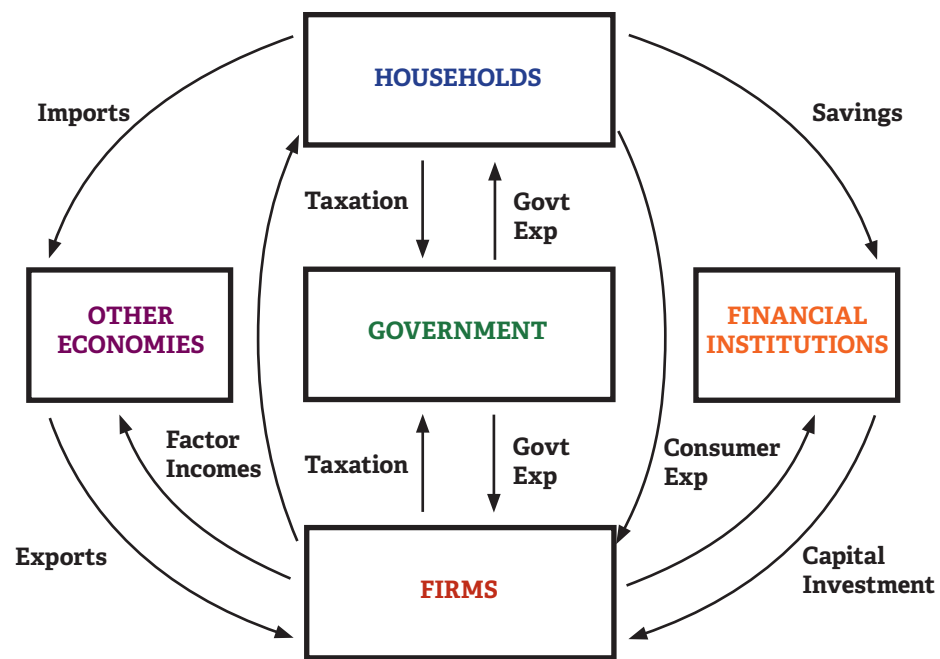 HOUSEHOLDS
Imports
Savings
Taxation
Govt
Exp
OTHER
ECONOMIES
GOVERNMENT
FINANCIAL
INSTITUTIONS
Factor
Incomes
Taxation
Govt
Exp
Consumer
Exp
Exports
FIRMS
Capital
Investment